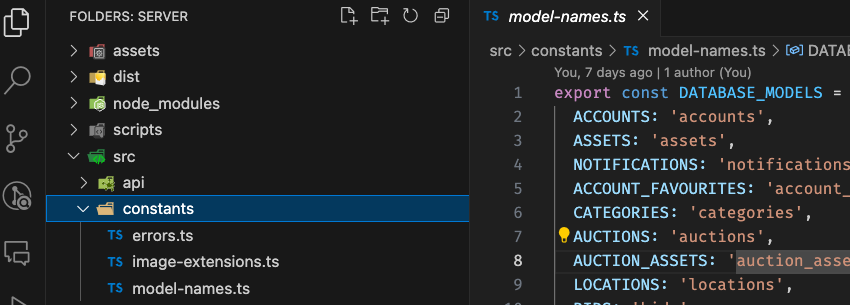 FOLDERS: SERVER
assets
dist
node_modules
scripts
src
api
constants
TS errors.ts
TS image-extensions.ts
TS model-names.ts
TS model-names.ts
src > constants > TS model-names.ts > DATABA
You, 7 days ago | 1 author (You)
1 export const DATABASE_MODELS =
2 ACCOUNTS: 'accounts',
3 ASSETS: 'assets',
4 NOTIFICATIONS: 'notifications
5 ACCOUNT_FAVOURITES: 'account_
6 CATEGORIES: 'categories',
7 AUCTIONS: 'auctions',
8 AUCTION_ASSETS: 'auction_asse
9 LOCATIONS: 'locations',